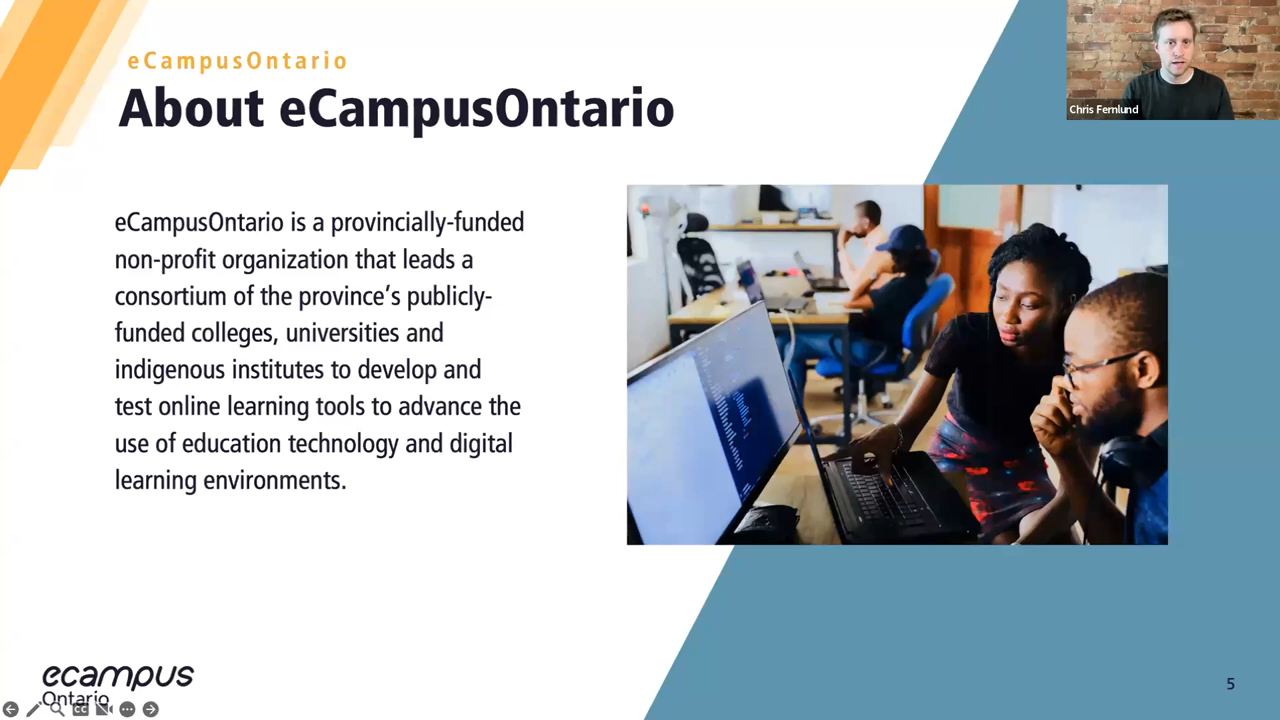 eCampusOntario
About eCampusOntario
Chris Fernlund
eCampusOntario is a provincially-funded
non-profit organization that leads a
consortium of the province's publicly-
funded colleges, universities and
indigenous institutes to develop and
test online learning tools to advance the
use of education technology and digital
learning environments.
ecampus
Ontario
CC
5